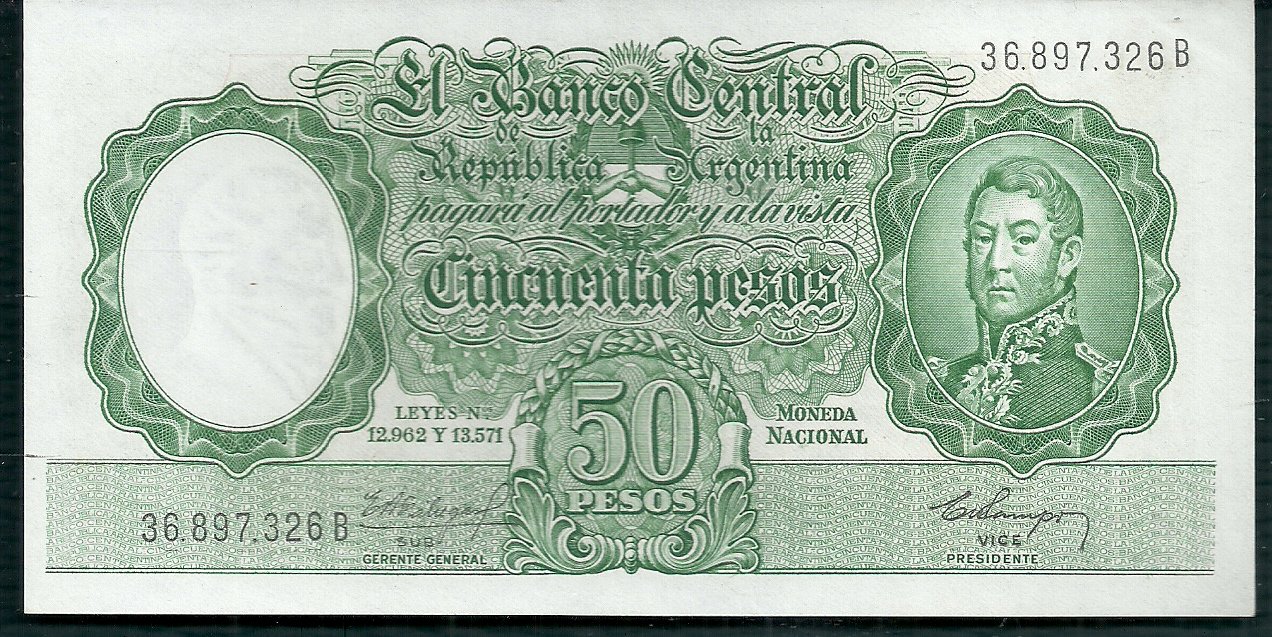 36.897.326 B
El Banco Central
de la
República Argentina
pagará al portador y a la vista
Cincuenta pesos
LEYES Nos
12.962 Y 13.571
MONEDA
NACIONAL
50
PESOS
36.897.326 B
SUB
GERENTE GENERAL
VICE
PRESIDENTE